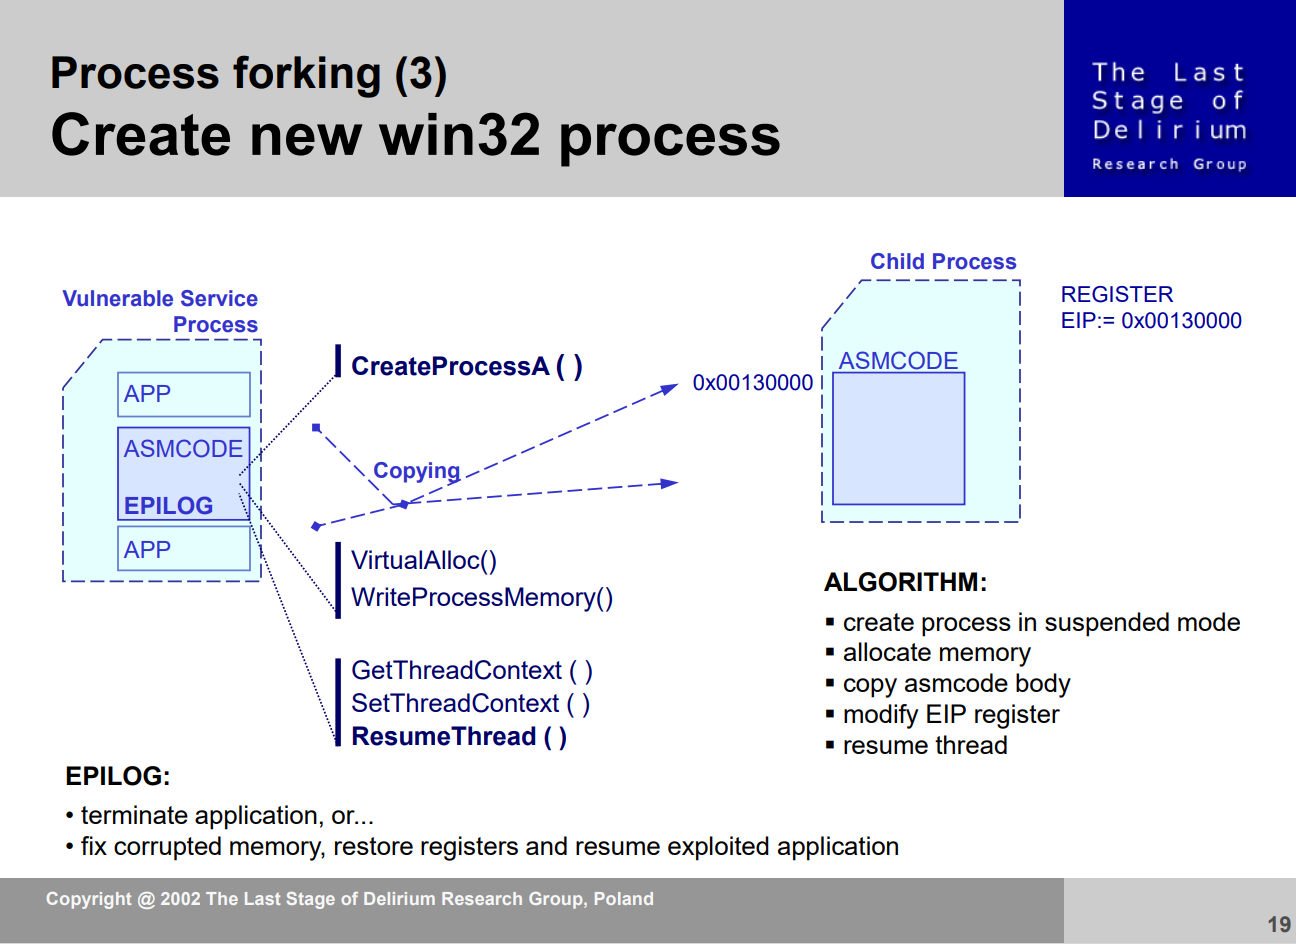 Process forking (3)
Create new win32 process
The Last
Stage of
Delirium
Research Group
Vulnerable Service
Process
APP
ASMCODE
EPILOG
APP
CreateProcessA ( )
Copying
VirtualAlloc()
WriteProcessMemory()
GetThreadContext ( )
SetThreadContext ( )
ResumeThread ( )
0x00130000
Child Process
ASMCODE
REGISTER
EIP:= 0x00130000
ALGORITHM:
▪ create process in suspended mode
▪ allocate memory
▪ copy asmcode body
▪ modify EIP register
▪ resume thread
EPILOG:
• terminate application, or...
• fix corrupted memory, restore registers and resume exploited application
Copyright @ 2002 The Last Stage of Delirium Research Group, Poland
19